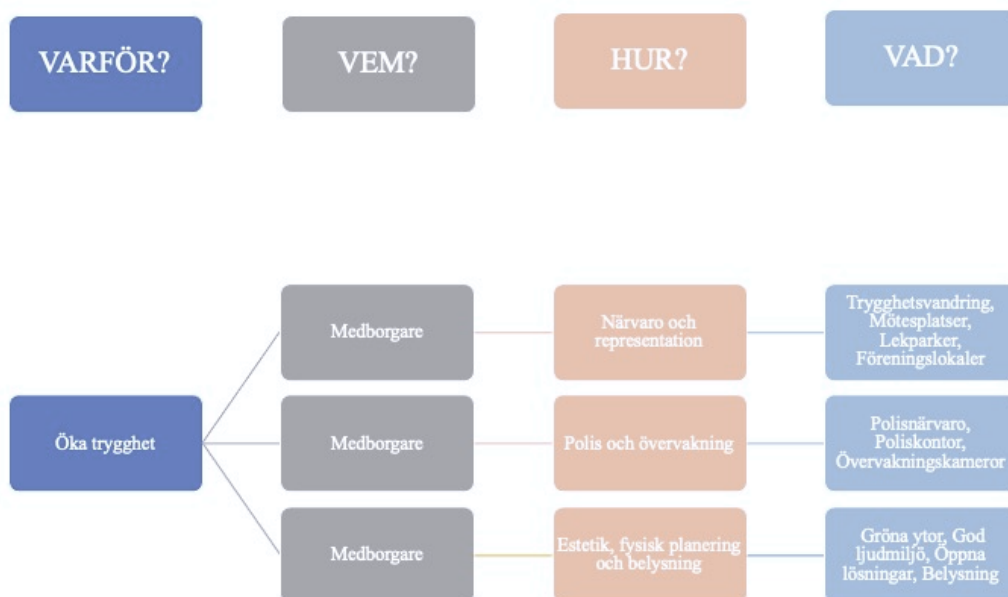 VARFÖR?
VEM?
HUR?
VAD?
Öka trygghet
Medborgare
Närvaro och
representation
Trygghetsvandring,
Mötesplatser,
Lekparker,
Föreningslokaler
Medborgare
Polis och övervakning
Polisnärvaro,
Poliskontor,
Övervakningskameror
Medborgare
Estetik, fysisk planering
och belysning
Gröna ytor, God
ljudmiljö, Öppna
lösningar, Belysning